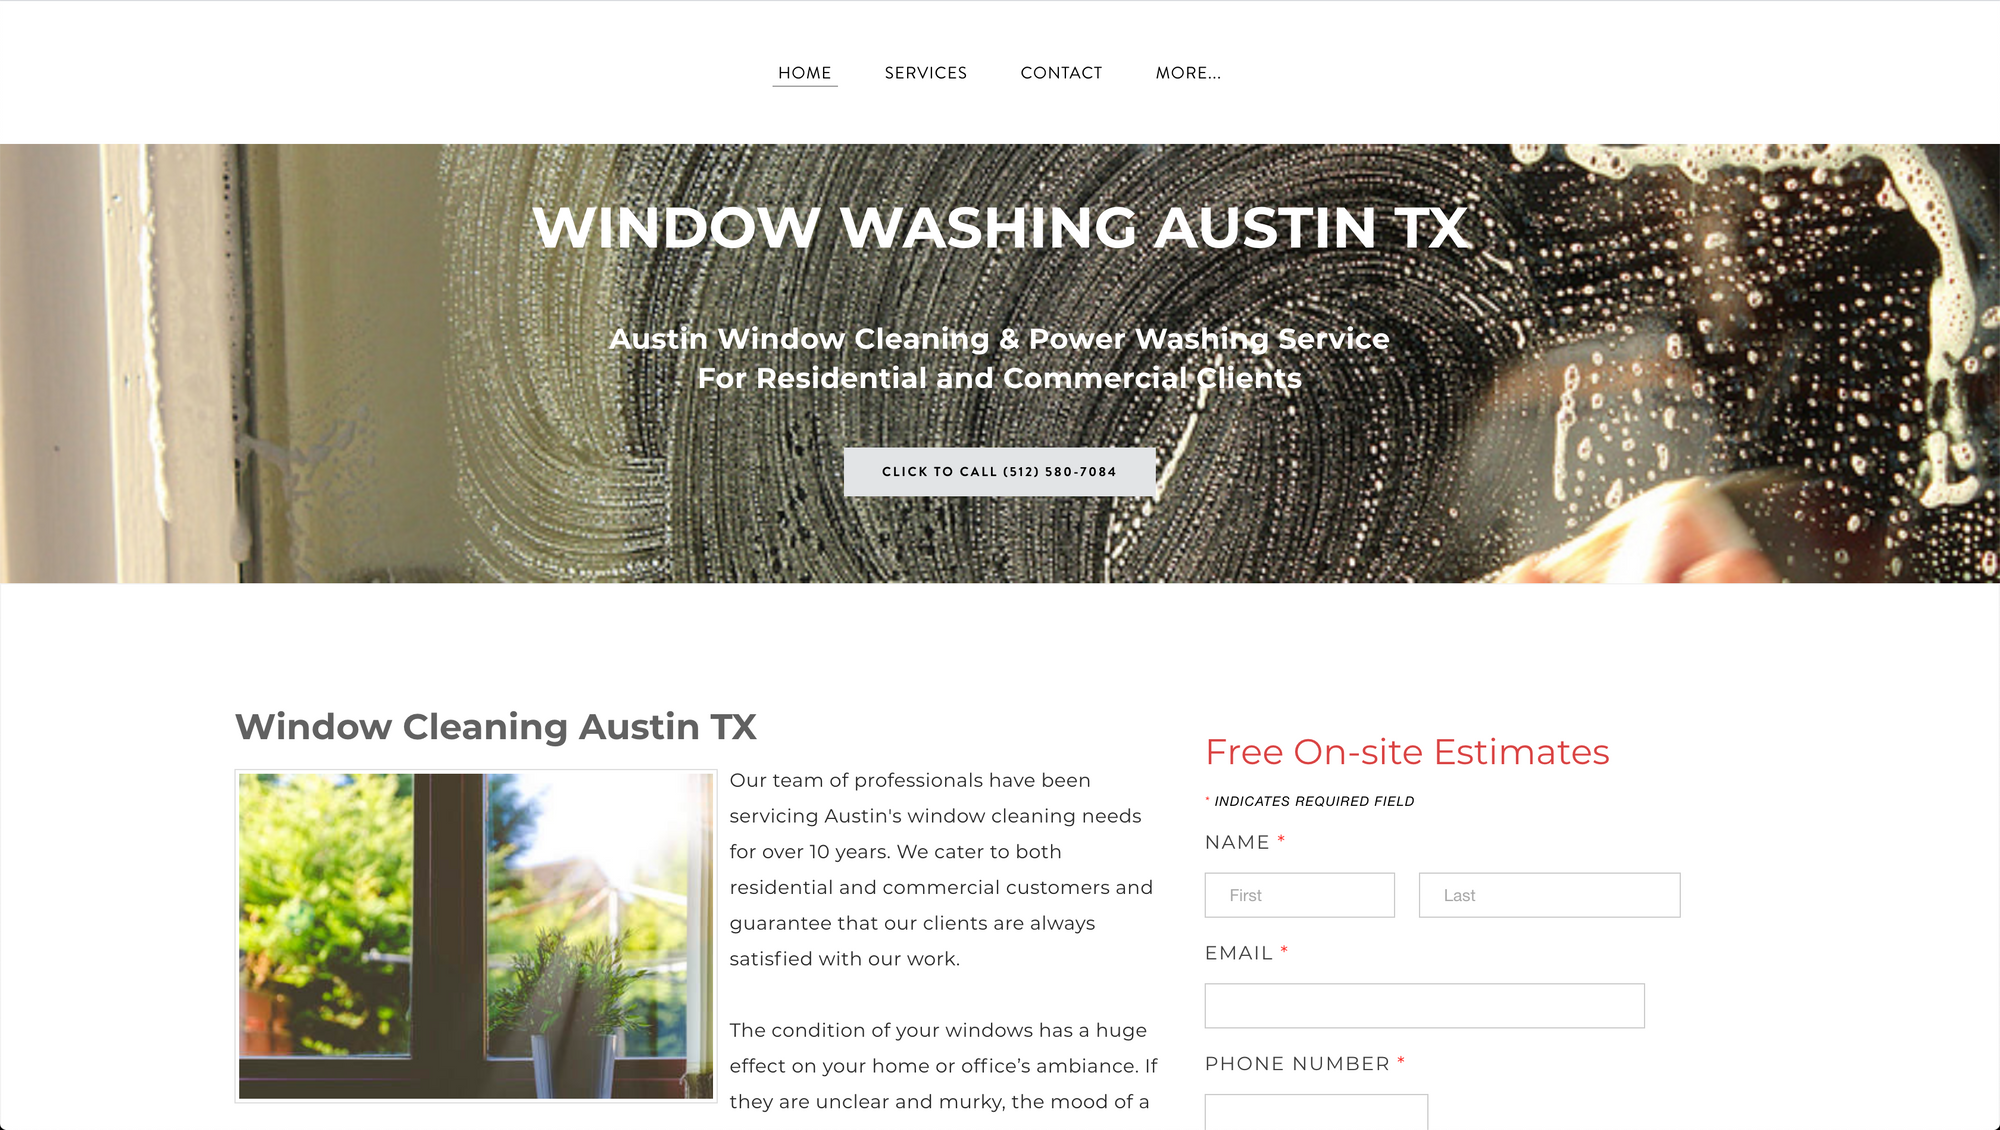 HOME SERVICES CONTACT MORE...
WINDOW WASHING AUSTIN TX
Austin Window Cleaning & Power Washing Service
For Residential and Commercial Clients
CLICK TO CALL (512) 580-7084
Window Cleaning Austin TX
Our team of professionals have been
servicing Austin's window cleaning needs
for over 10 years. We cater to both
residential and commercial customers and
guarantee that our clients are always
satisfied with our work.
The condition of your windows has a huge
effect on your home or office’s ambiance. If
they are unclear and murky, the mood of a
Free On-site Estimates
* INDICATES REQUIRED FIELD
NAME *
First Last
EMAIL *
PHONE NUMBER *